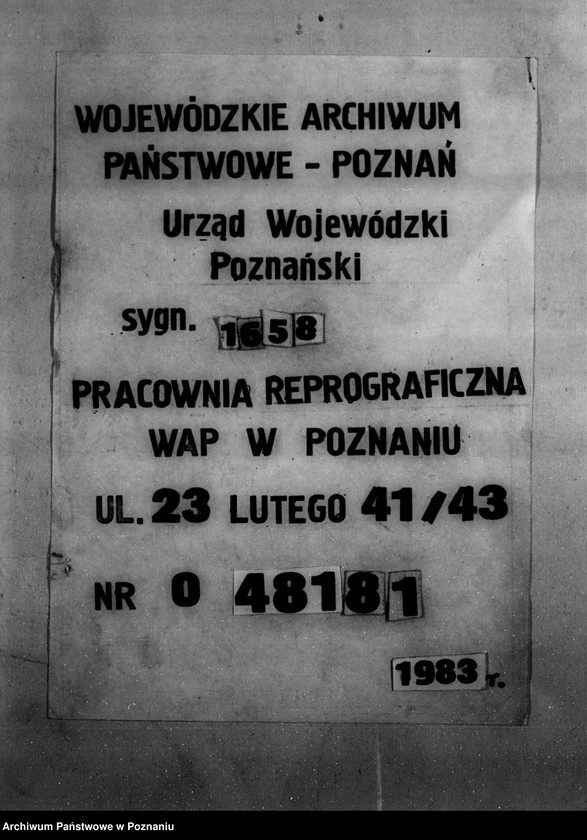 WOJEWÓDZKIE ARCHIWUM
PAŃSTWOWE - POZNAŃ
Urząd Wojewódzki
Poznański
sygn. 1658
PRACOWNIA REPROGRAFICZNA
WAP W POZNANIU
UL. 23 LUTEGO 41/43
NR 0 48181
1983 r.
Archiwum Państwowe w Poznaniu